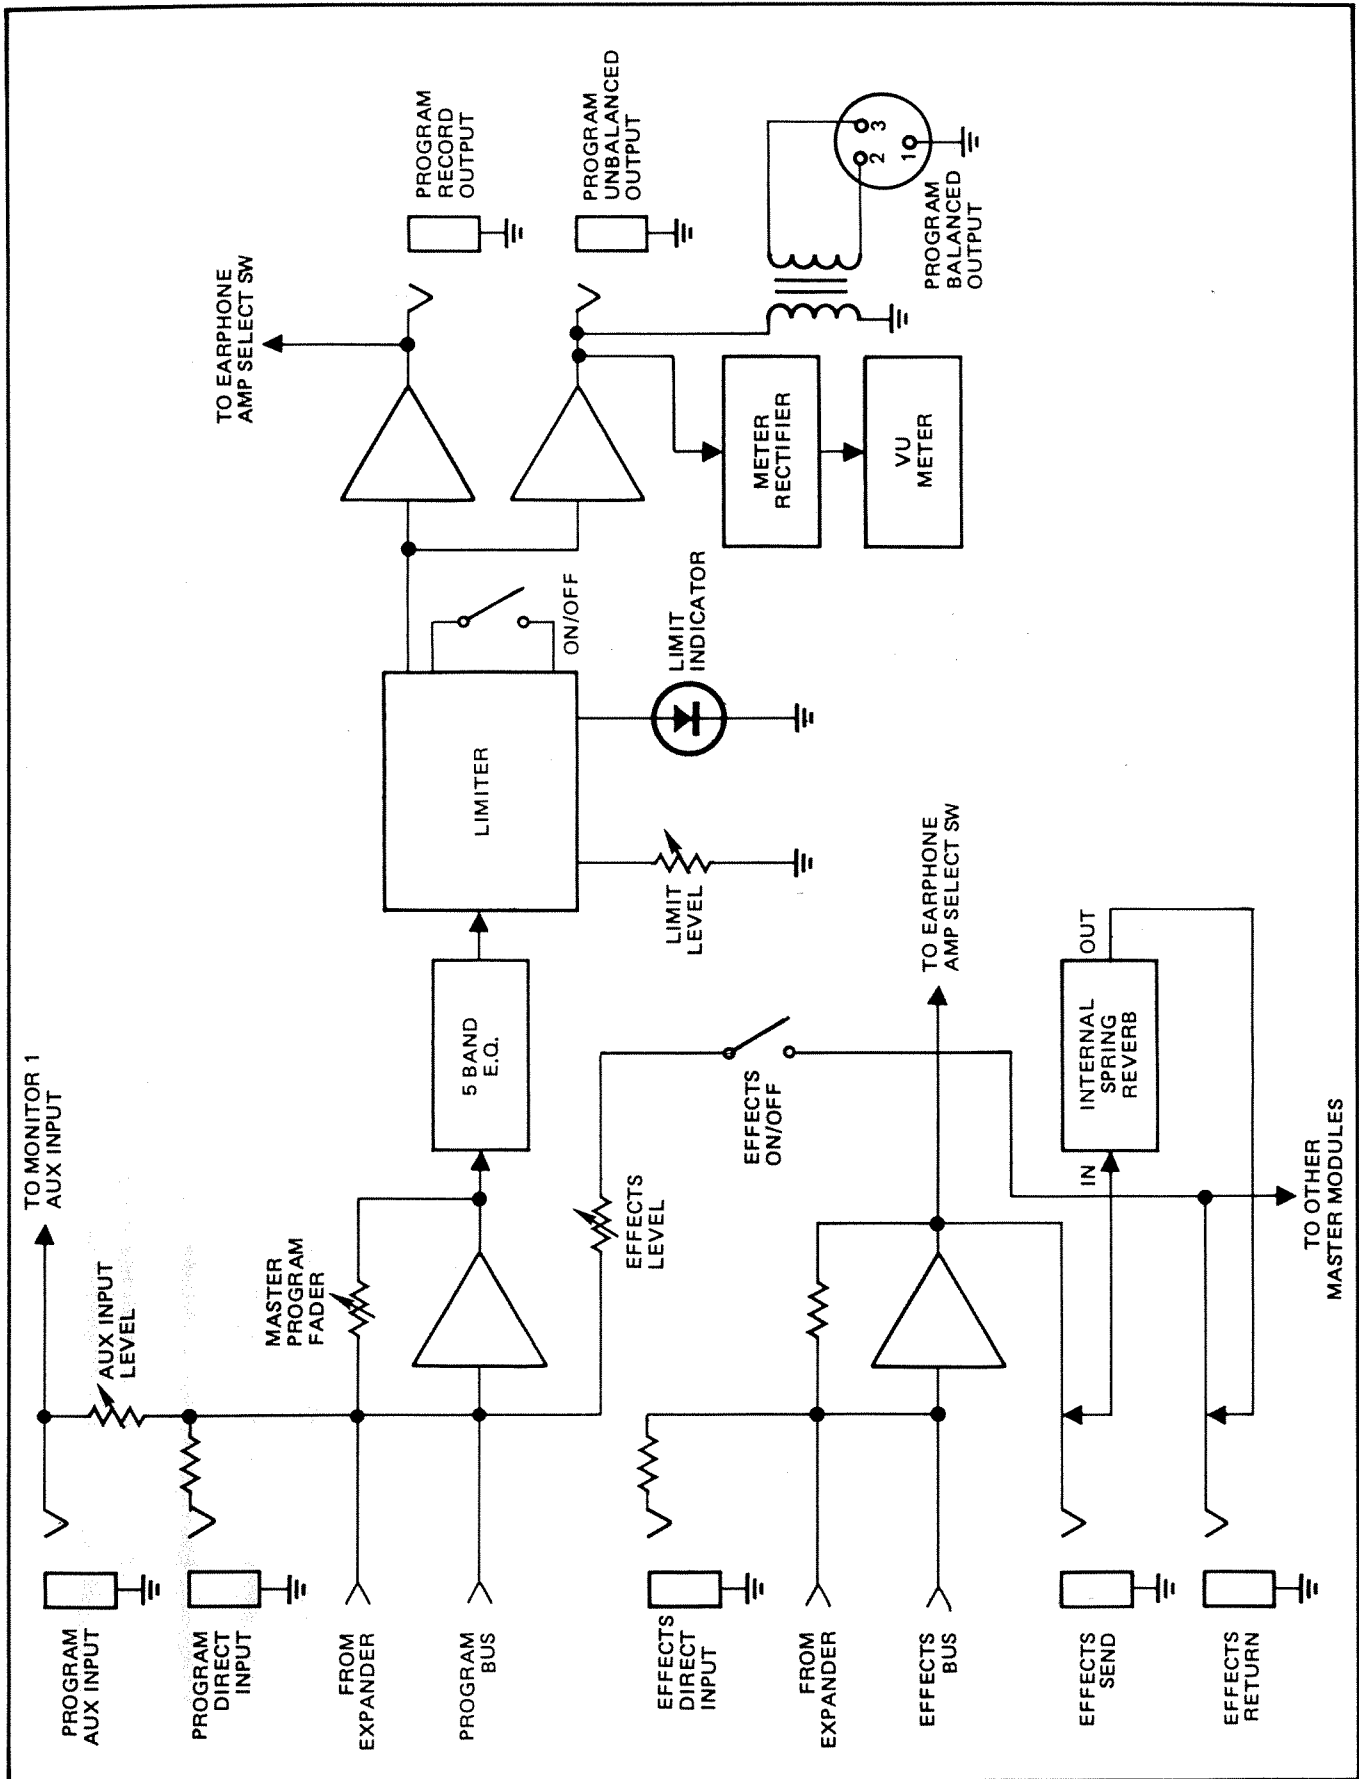 PROGRAM
AUX INPUT
PROGRAM
DIRECT
INPUT
FROM
EXPANDER
PROGRAM
BUS
EFFECTS
DIRECT
INPUT
FROM
EXPANDER
EFFECTS
BUS
EFFECTS
SEND
EFFECTS
RETURN
TO MONITOR 1
AUX INPUT
AUX INPUT
LEVEL
MASTER
PROGRAM
FADER
5 BAND
E.Q.
EFFECTS
LEVEL
EFFECTS
ON/OFF
TO EARPHONE
AMP SELECT SW
IN
INTERNAL
SPRING
REVERB
OUT
TO OTHER
MASTER MODULES
LIMITER
LIMIT
LEVEL
LIMIT
INDICATOR
ON/OFF
TO EARPHONE
AMP SELECT SW
PROGRAM
RECORD
OUTPUT
PROGRAM
UNBALANCED
OUTPUT
METER
RECTIFIER
VU
METER
PROGRAM
BALANCED
OUTPUT
2
3
1